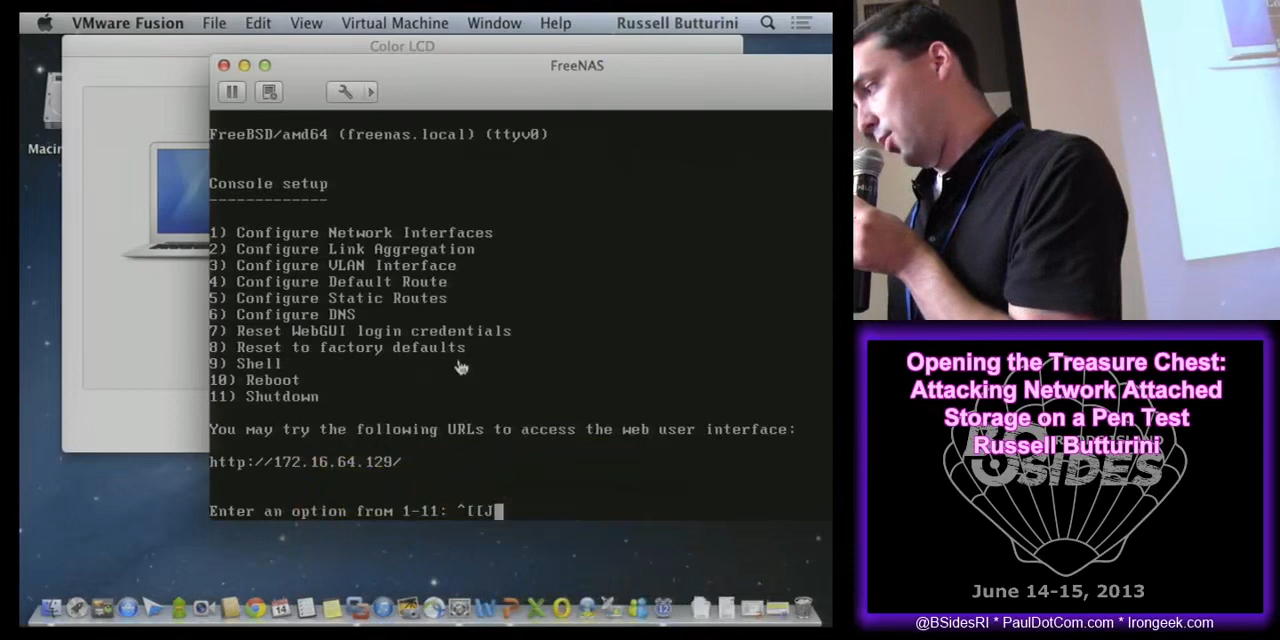 VMware Fusion File Edit View Virtual Machine Window Help Russell Butturini
Color LCD
FreeNAS
Macin
FreeBSD/amd64 (freenas.local) (ttyv0)
Console setup
-------------
1) Configure Network Interfaces
2) Configure Link Aggregation
3) Configure VLAN Interface
4) Configure Default Route
5) Configure Static Routes
6) Configure DNS
7) Reset WebGUI login credentials
8) Reset to factory defaults
9) Shell
10) Reboot
11) Shutdown
You may try the following URLs to access the web user interface:
http://172.16.64.129/
Enter an option from 1-11: ^[[J
Opening the Treasure Chest:
Attacking Network Attached
Storage on a Pen Test
Russell Butturini
BSIDES
June 14-15, 2013
@BSidesRI * PaulDotCom.com * Irongeek.com